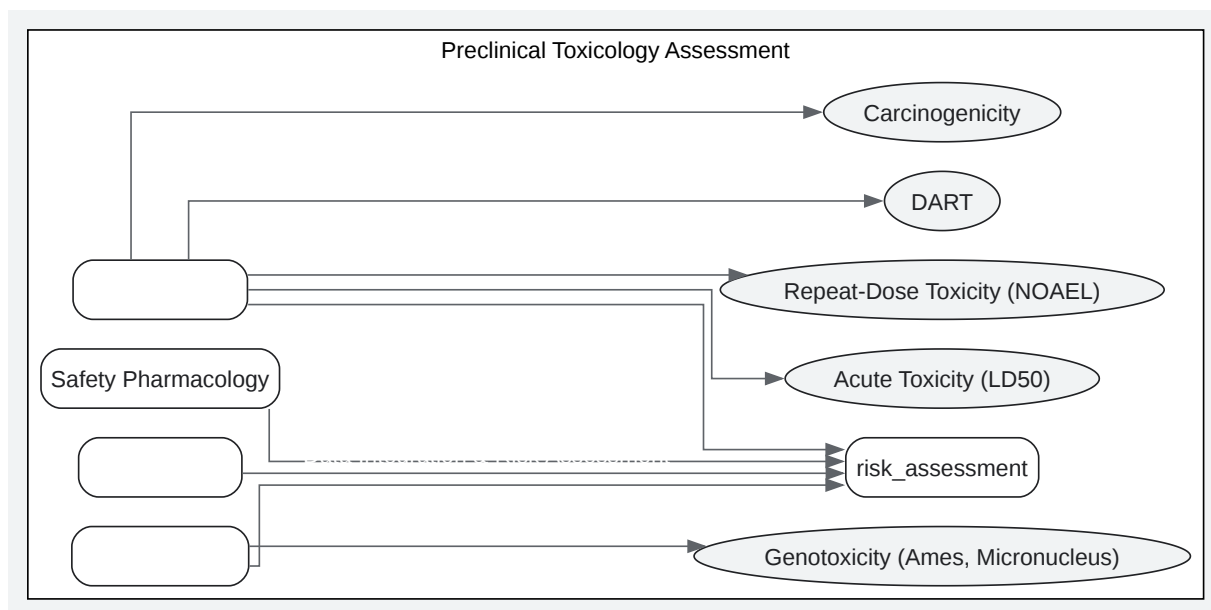 Preclinical Toxicology Assessment
Carcinogenicity
DART
Repeat-Dose Toxicity (NOAEL)
Safety Pharmacology
Acute Toxicity (LD50)
risk_assessment
Genotoxicity (Ames, Micronucleus)